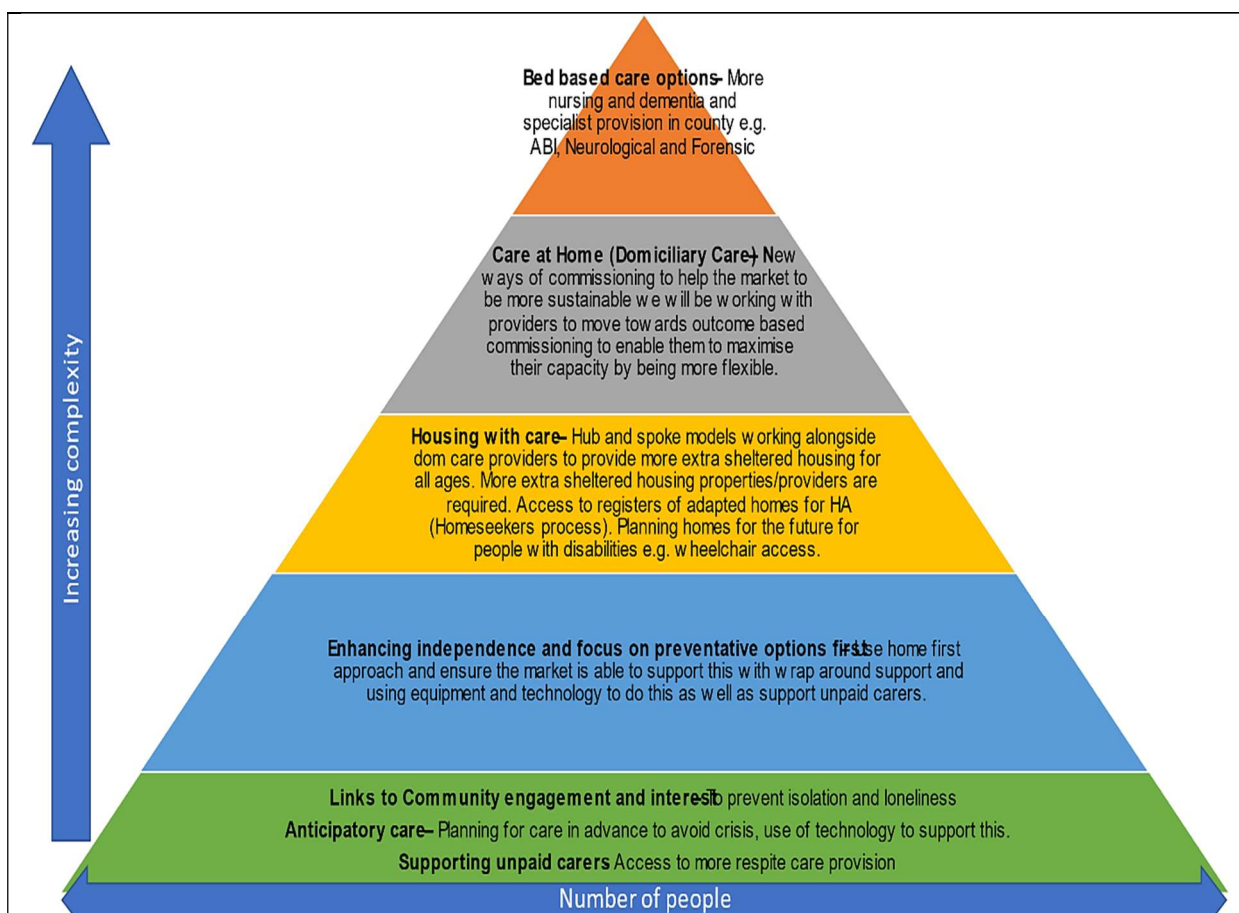 Bed based care options– More
nursing and dementia and
specialist provision in county e.g.
ABI, Neurological and Forensic
Care at Home (Domiciliary Care) – New
ways of commissioning to help the market to
be more sustainable we will be working with
providers to move towards outcome based
commissioning to enable them to maximise
their capacity by being more flexible.
Housing with care– Hub and spoke models working alongside
dom care providers to provide more extra sheltered housing for
all ages. More extra sheltered housing properties/providers are
required. Access to registers of adapted homes for HA
(Homeseekers process). Planning homes for the future for
people with disabilities e.g. wheelchair access.
Enhancing independence and focus on preventative options first– Use home first
approach and ensure the market is able to support this with wrap around support and
using equipment and technology to do this as well as support unpaid carers.
Links to Community engagement and interest– To prevent isolation and loneliness
Anticipatory care– Planning for care in advance to avoid crisis, use of technology to support this.
Supporting unpaid carers Access to more respite care provision
Increasing complexity
Number of people